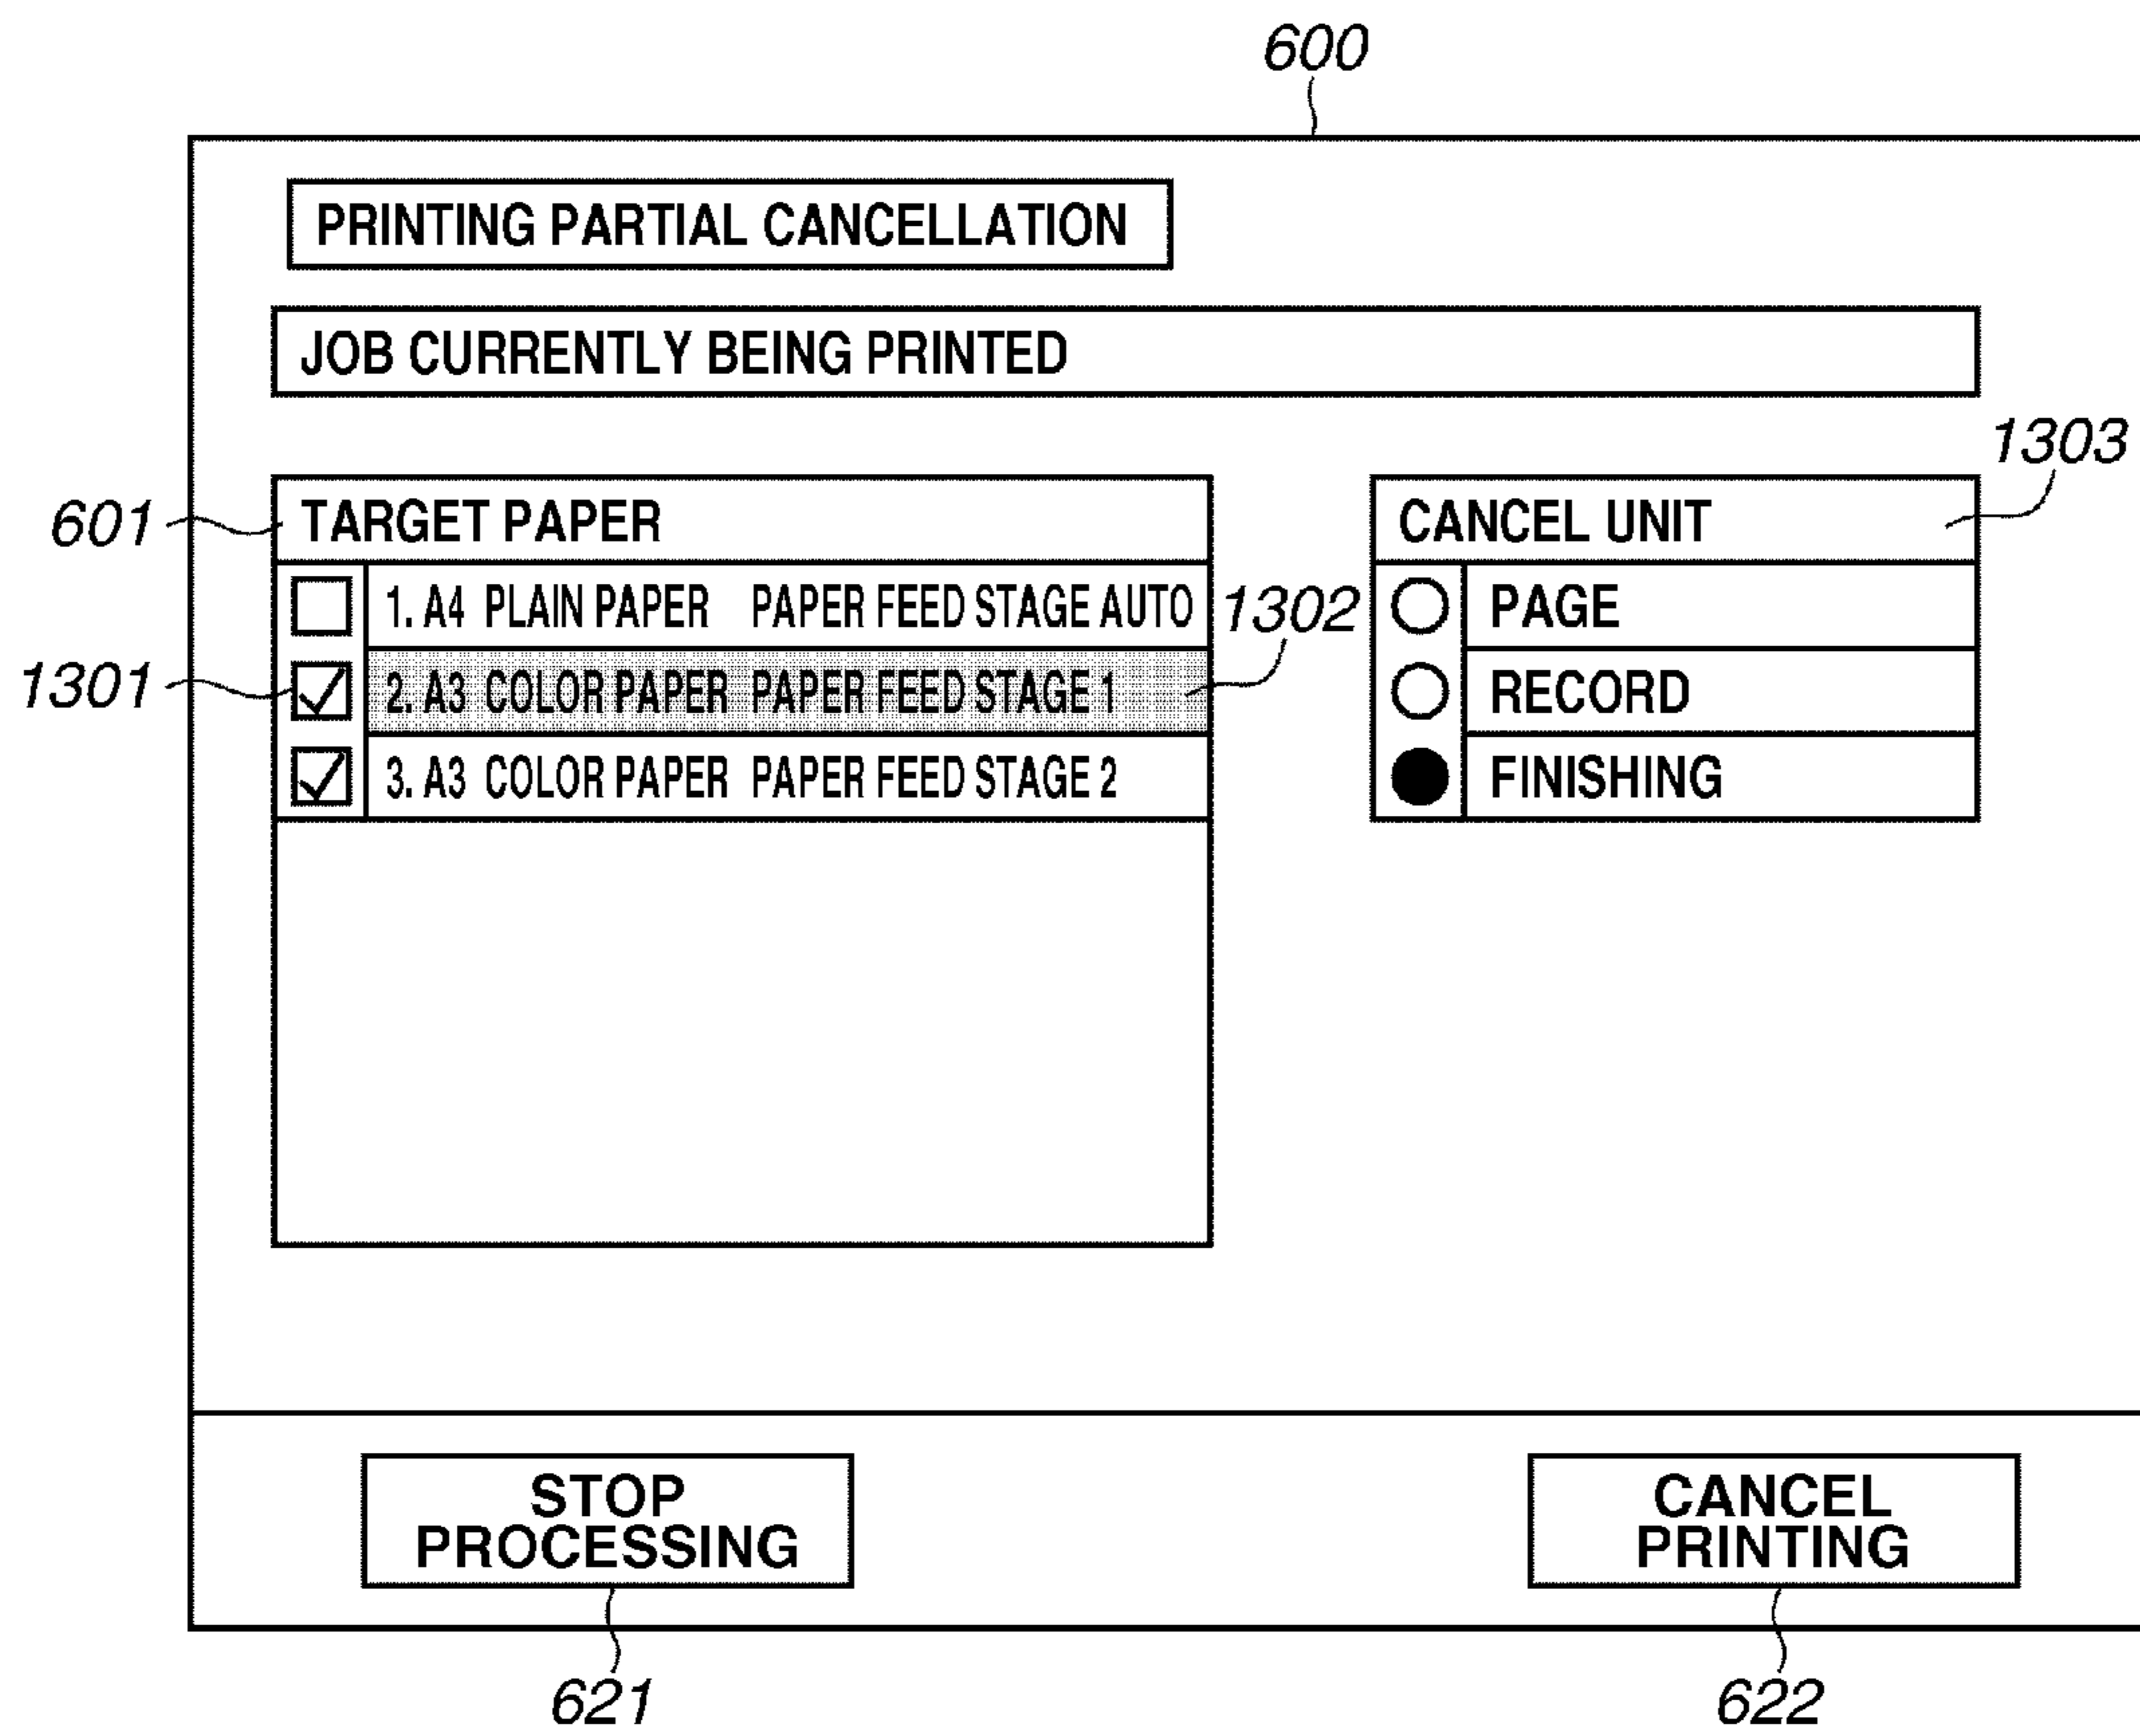 600
PRINTING PARTIAL CANCELLATION
JOB CURRENTLY BEING PRINTED
1303
601
TARGET PAPER
CANCEL UNIT
1. A4 PLAIN PAPER PAPER FEED STAGE AUTO
1302
PAGE
1301
2. A3 COLOR PAPER PAPER FEED STAGE 1
RECORD
3. A3 COLOR PAPER PAPER FEED STAGE 2
FINISHING
STOP
PROCESSING
CANCEL
PRINTING
621
622